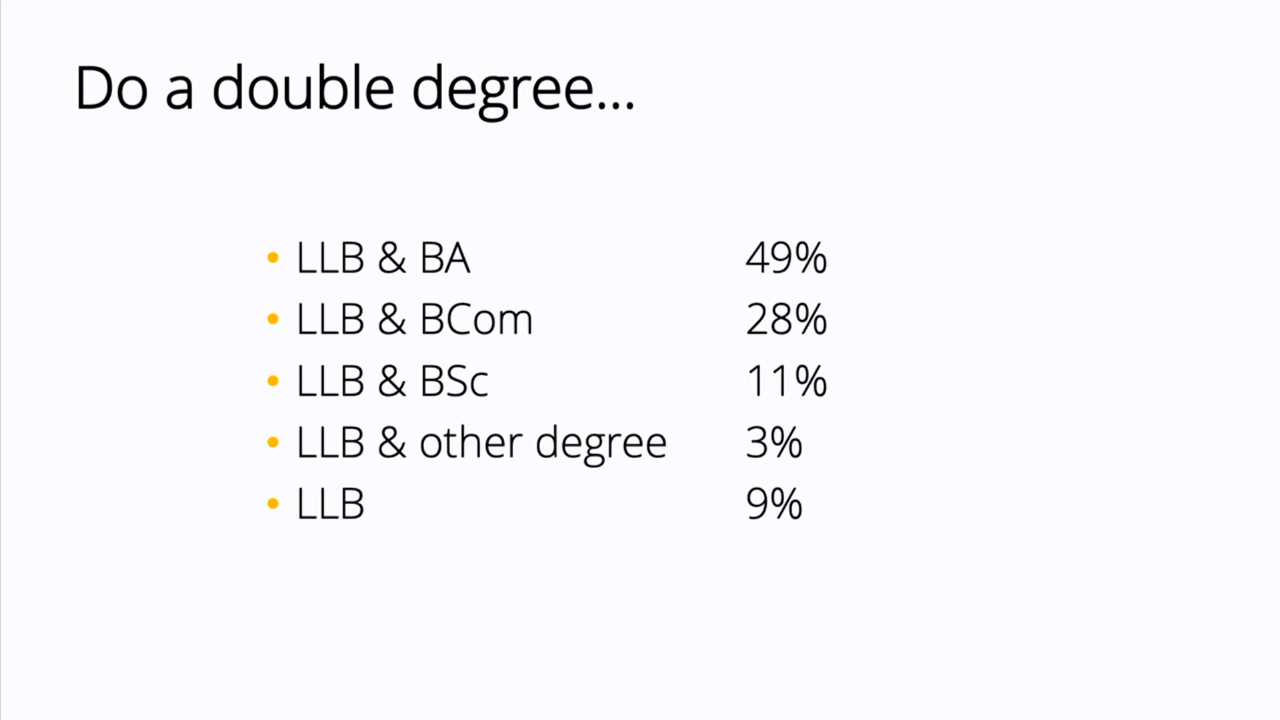 Do a double degree...
• LLB & BA 49%
• LLB & BCom 28%
• LLB & BSc 11%
• LLB & other degree 3%
• LLB 9%